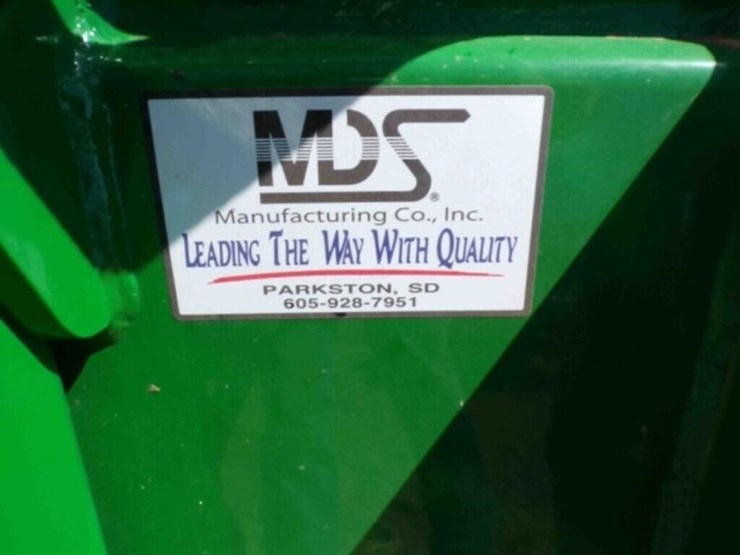 MDS®
Manufacturing Co., Inc.
LEADING THE WAY WITH QUALITY
PARKSTON, SD
605-928-7951